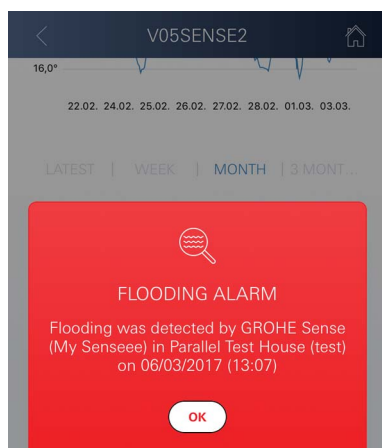 V05SENSE2
16,0°
22.02. 24.02. 25.02. 26.02. 27.02. 28.02. 01.03. 03.03.
LATEST | WEEK | MONTH | 3 MONT...
FLOODING ALARM
Flooding was detected by GROHE Sense
(My Senseee) in Parallel Test House (test)
on 06/03/2017 (13:07)
OK